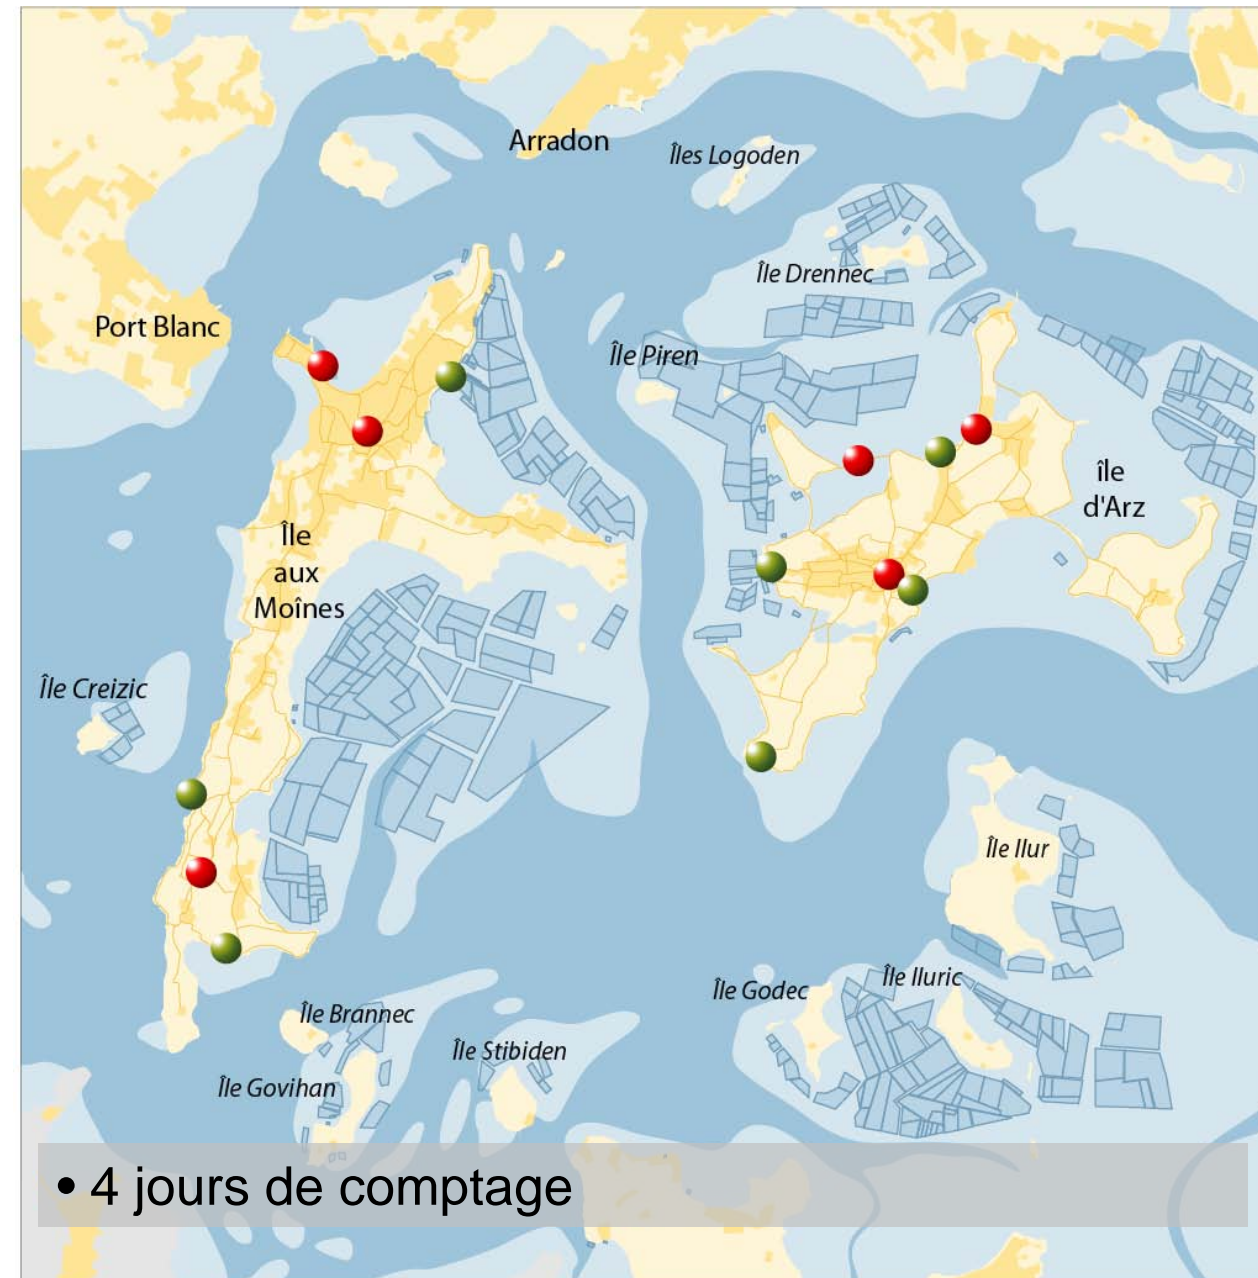 Arradon
Îles Logoden
Île Drennec
Port Blanc
Île Piren
île
d'Arz
Île
aux
Moînes
Île Creizic
Île Ilur
Île Iluric
Île Godec
Île Brannec
Île Stibiden
Île Govihan
• 4 jours de comptage